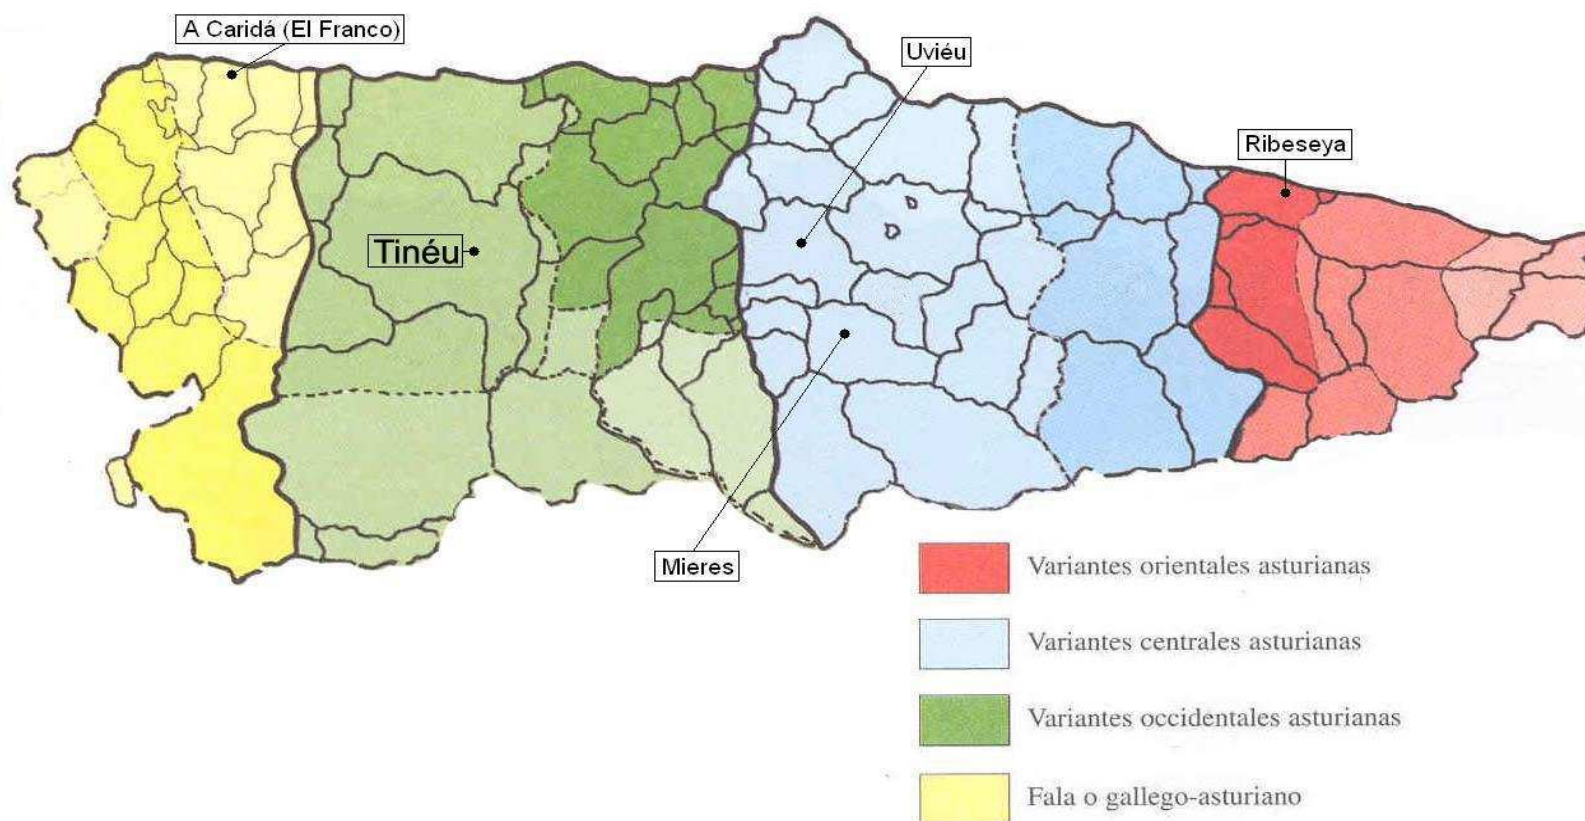 A Caridá (El Franco)
Uviéu
Ribeseya
Tinéu
Mieres
Variantes orientales asturianas
Variantes centrales asturianas
Variantes occidentales asturianas
Fala o gallego-asturiano